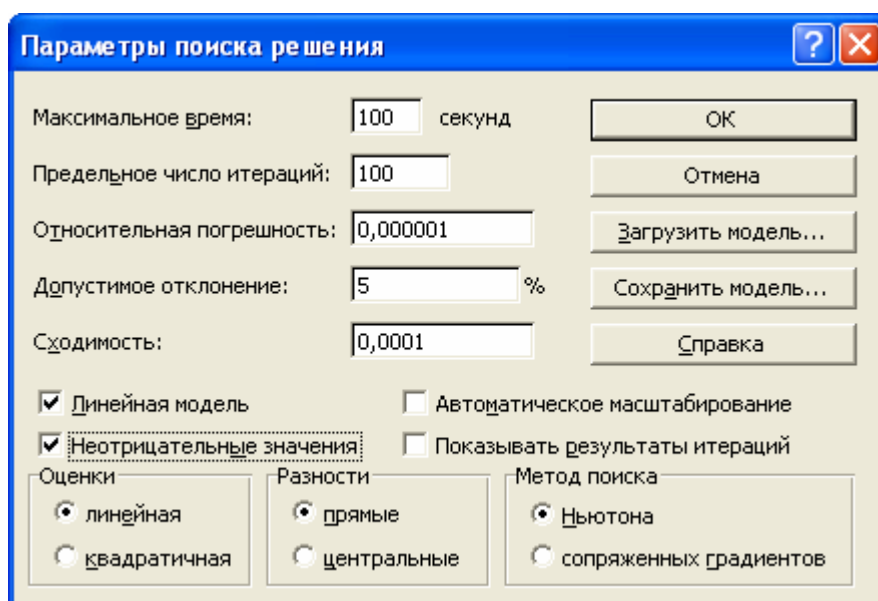 Параметры поиска решения
Максимальное время: 100 секунд ОК
Предельное число итераций: 100 Отмена
Относительная погрешность: 0,000001 Загрузить модель...
Допустимое отклонение: 5 % Сохранить модель...
Сходимость: 0,0001 Справка
Линейная модель Автоматическое масштабирование
Неотрицательные значения Показывать результаты итераций
Оценки Разности Метод поиска
линейная прямые Ньютона
квадратичная центральные сопряженных градиентов